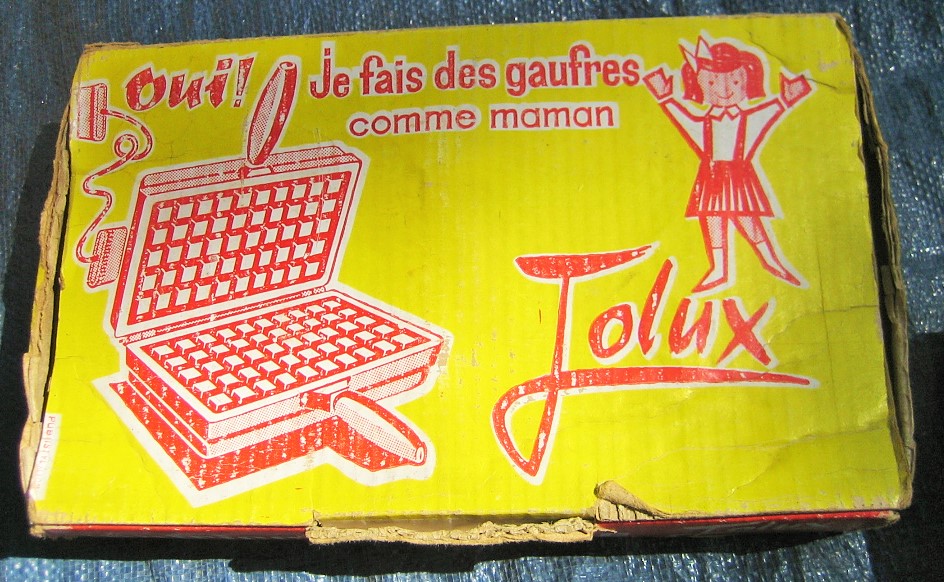 Oui! Je fais des gaufres
comme maman
Jolux